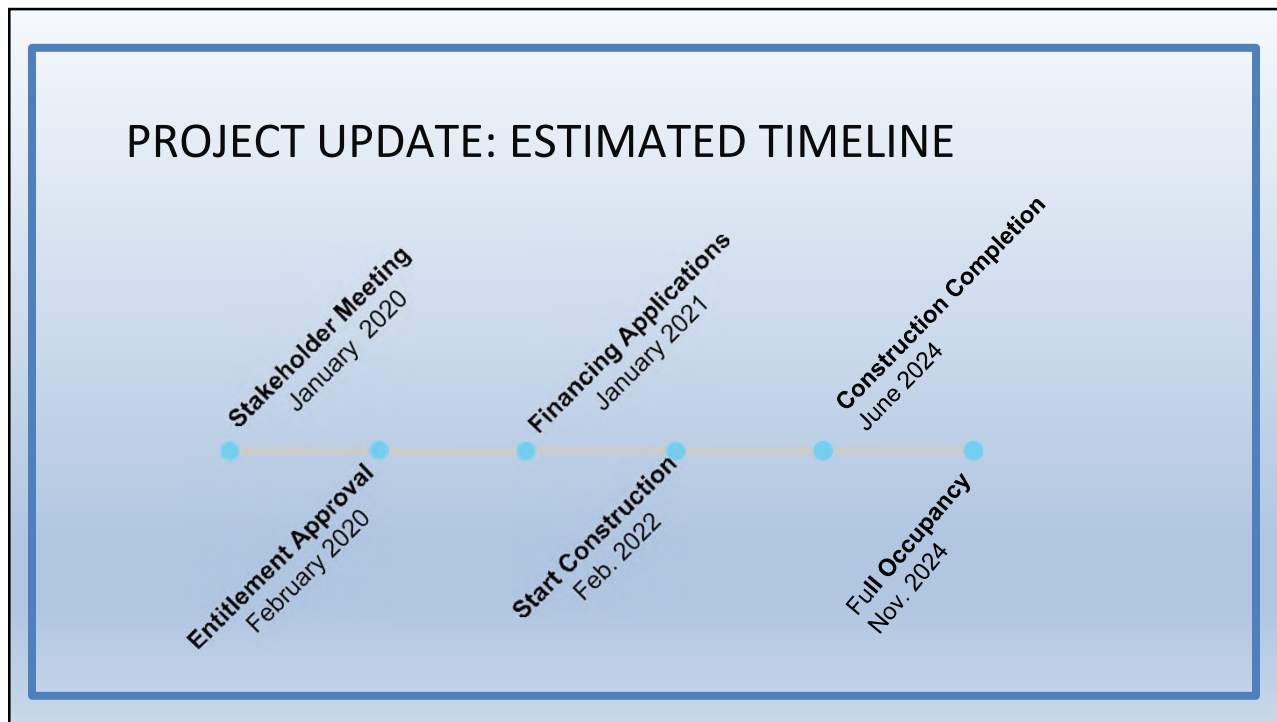 PROJECT UPDATE: ESTIMATED TIMELINE
Stakeholder Meeting
January 2020
Entitlement Approval
February 2020
Financing Applications
January 2021
Start Construction
Feb. 2022
Construction Completion
June 2024
Full Occupancy
Nov. 2024